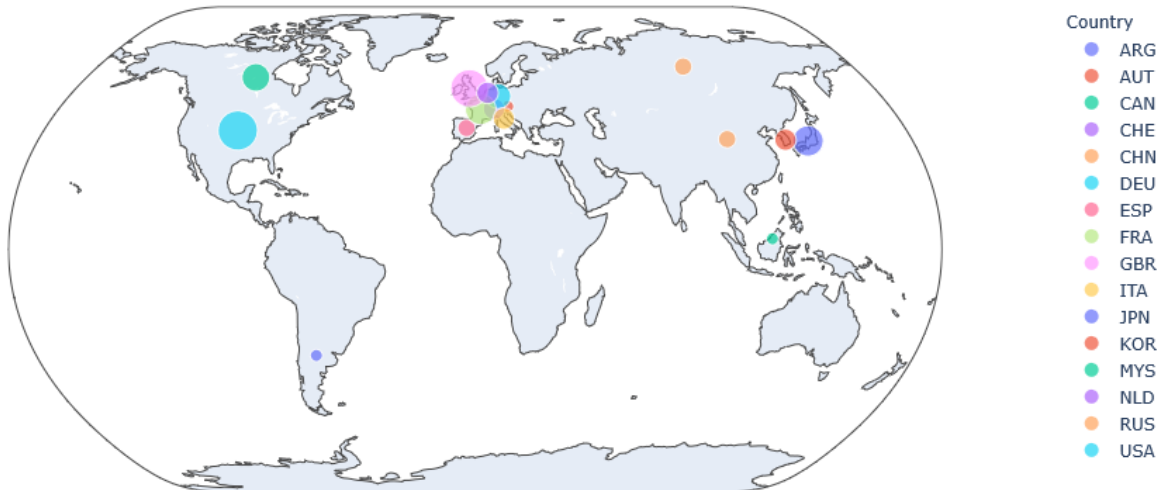 Country
ARG
AUT
CAN
CHE
CHN
DEU
ESP
FRA
GBR
ITA
JPN
KOR
MYS
NLD
RUS
USA